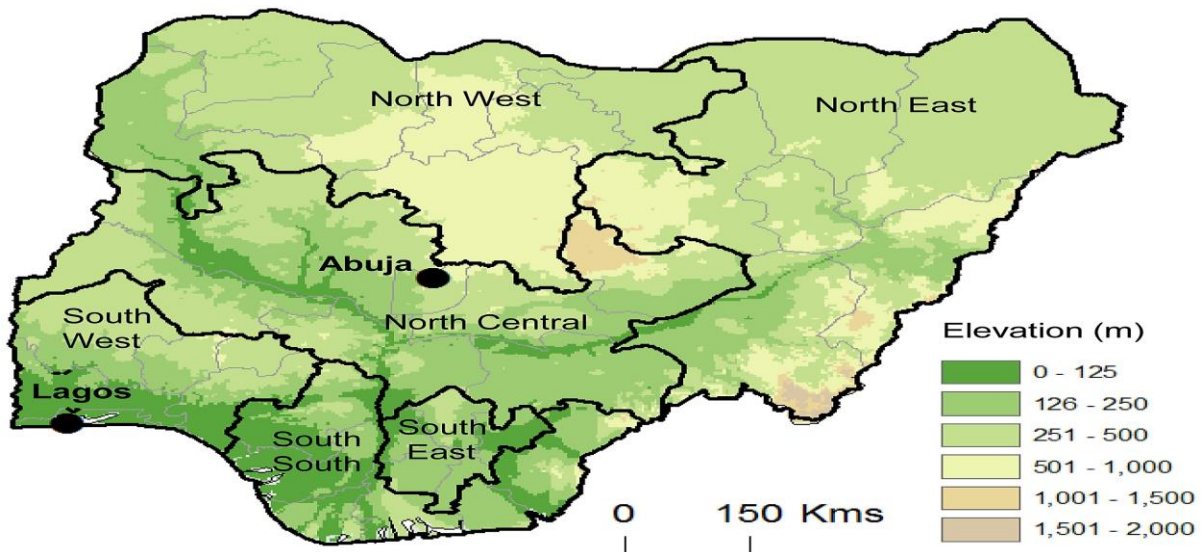 North West
North East
Abuja
North Central
South
West
Lagos
South
South
South
East
Elevation (m)
0 - 125
126 - 250
251 - 500
501 - 1,000
1,001 - 1,500
1,501 - 2,000
0 150 Kms